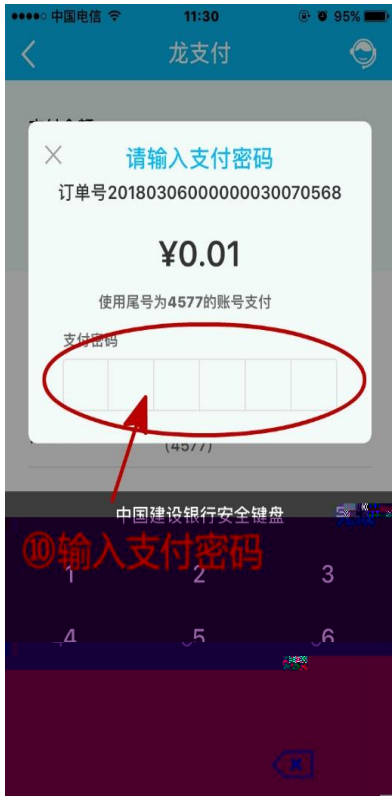 中国电信 11:30 95%
龙支付
请输入支付密码
订单号20180306000000030070568
¥0.01
使用尾号为4577的账号支付
支付密码
(4577)
中国建设银行安全键盘
⑩输入支付密码
1 2 3
4 5 6